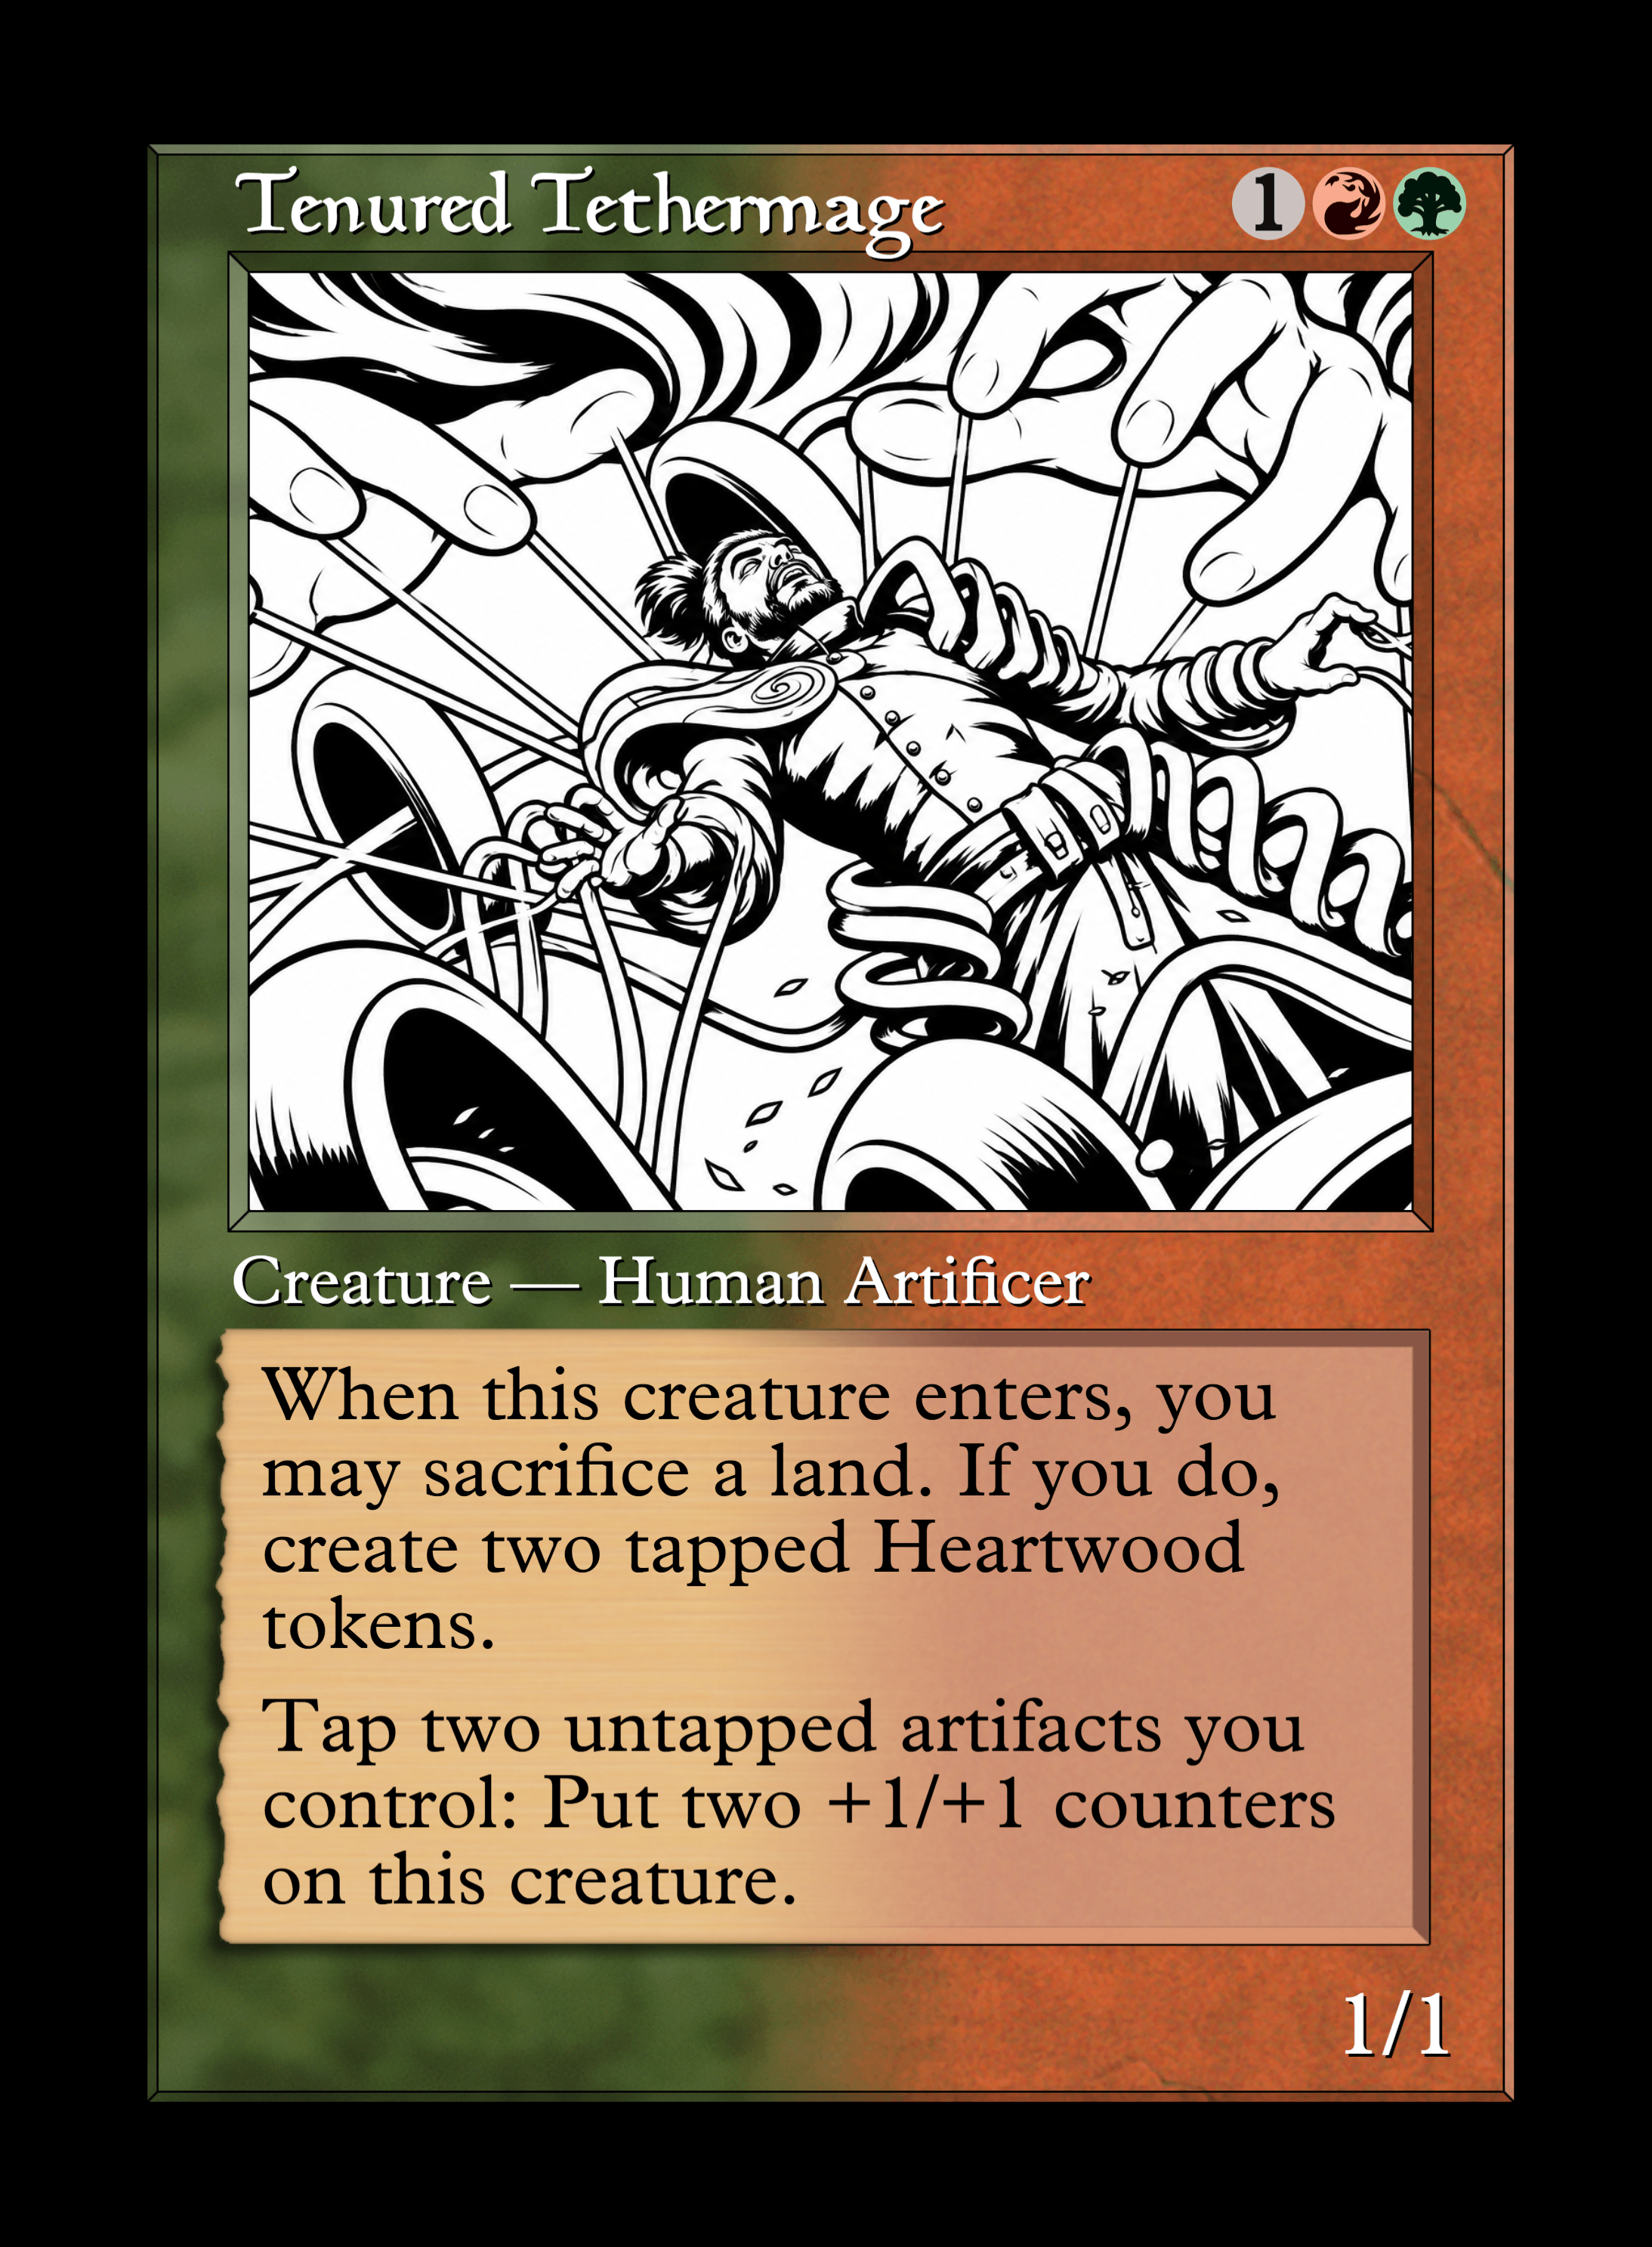 Tenured Tethermage 1
Creature — Human Artificer
When this creature enters, you
may sacrifice a land. If you do,
create two tapped Heartwood
tokens.
Tap two untapped artifacts you
control: Put two +1/+1 counters
on this creature.
1/1